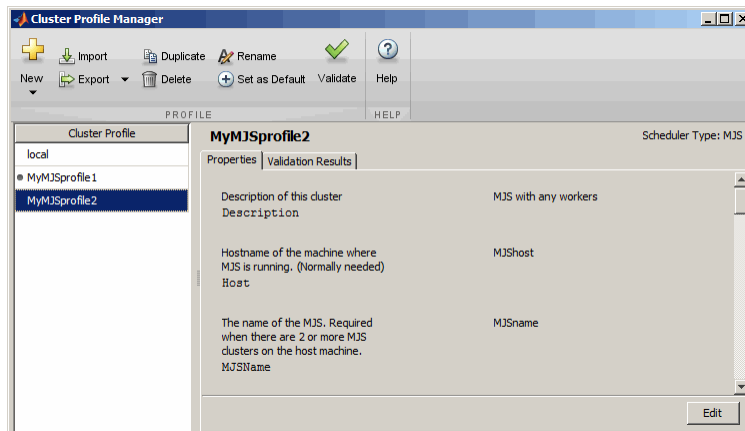 Cluster Profile Manager
Import
Duplicate
Rename
New
Export
Delete
Set as Default
Validate
Help
PROFILE
HELP
Cluster Profile
local
MyMJSprofile1
MyMJSprofile2
MyMJSprofile2
Scheduler Type: MJS
Properties
Validation Results
Description of this cluster
Description
MJS with any workers
Hostname of the machine where
MJS is running. (Normally needed)
Host
MJShost
The name of the MJS. Required
when there are 2 or more MJS
clusters on the host machine.
MJSName
MJSname
Edit